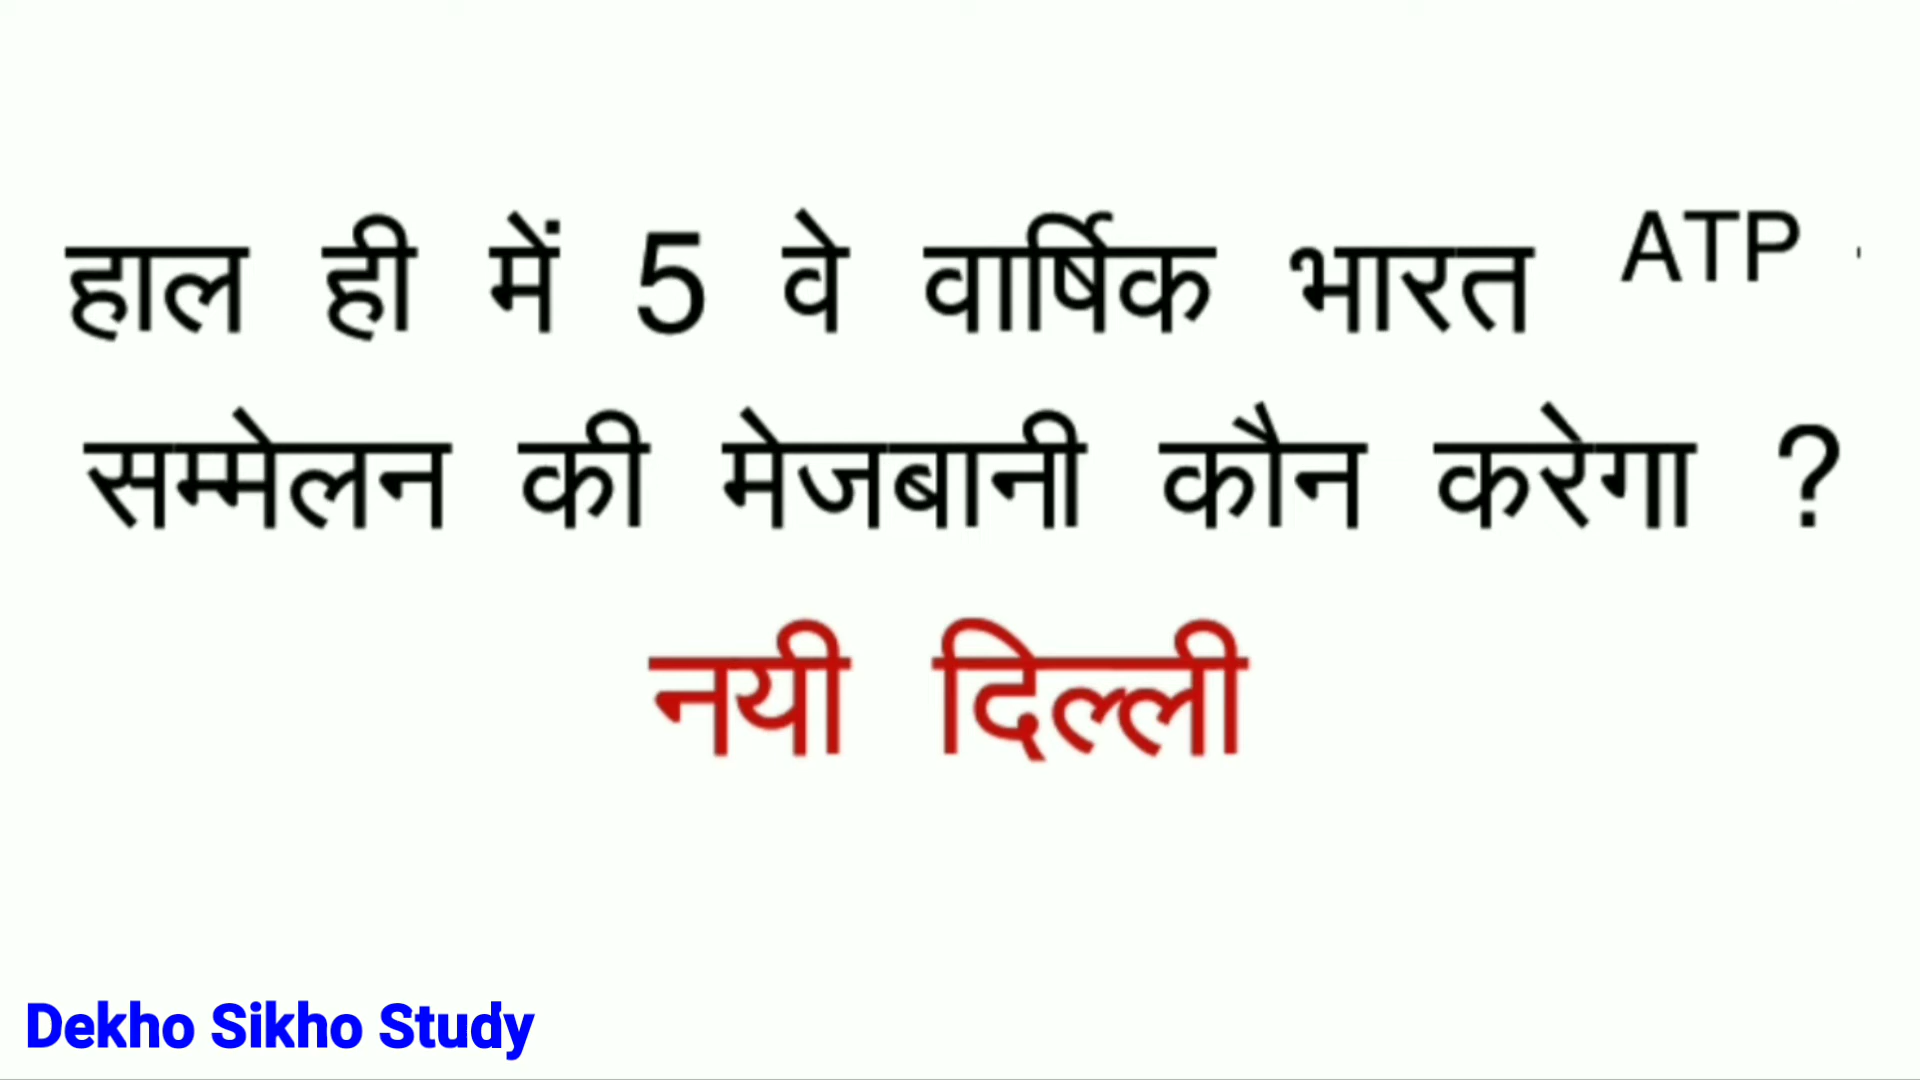 हाल ही में 5 वे वार्षिक भारत ATP
सम्मेलन की मेजबानी कौन करेगा ?
नयी दिल्ली
Dekho Sikho Study